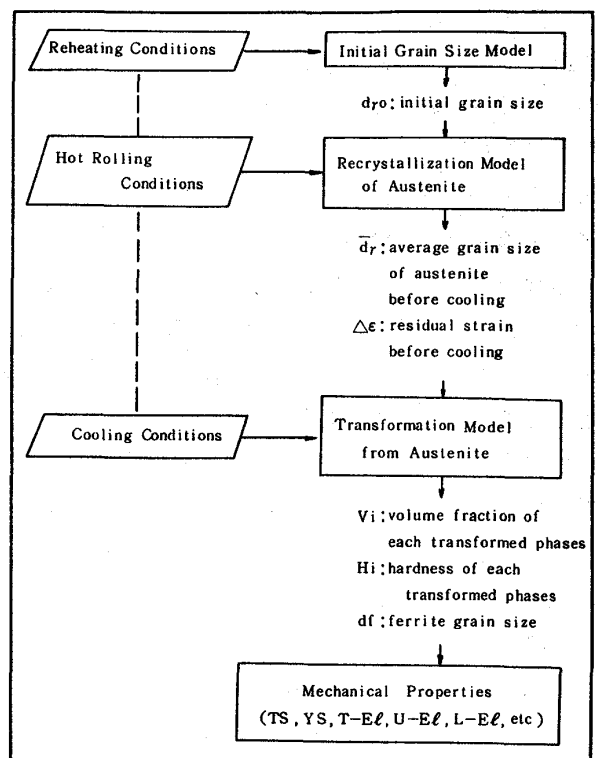 Reheating Conditions
Initial Grain Size Model
dγo: initial grain size
Hot Rolling
Conditions
Recrystallization Model
of Austenite
d̄γ: average grain size
of austenite
before cooling
△ε: residual strain
before cooling
Cooling Conditions
Transformation Model
from Austenite
Vi: volume fraction of
each transformed phases
Hi: hardness of each
transformed phases
df: ferrite grain size
Mechanical Properties
(TS, YS, T-Eℓ, U-Eℓ, L-Eℓ, etc)